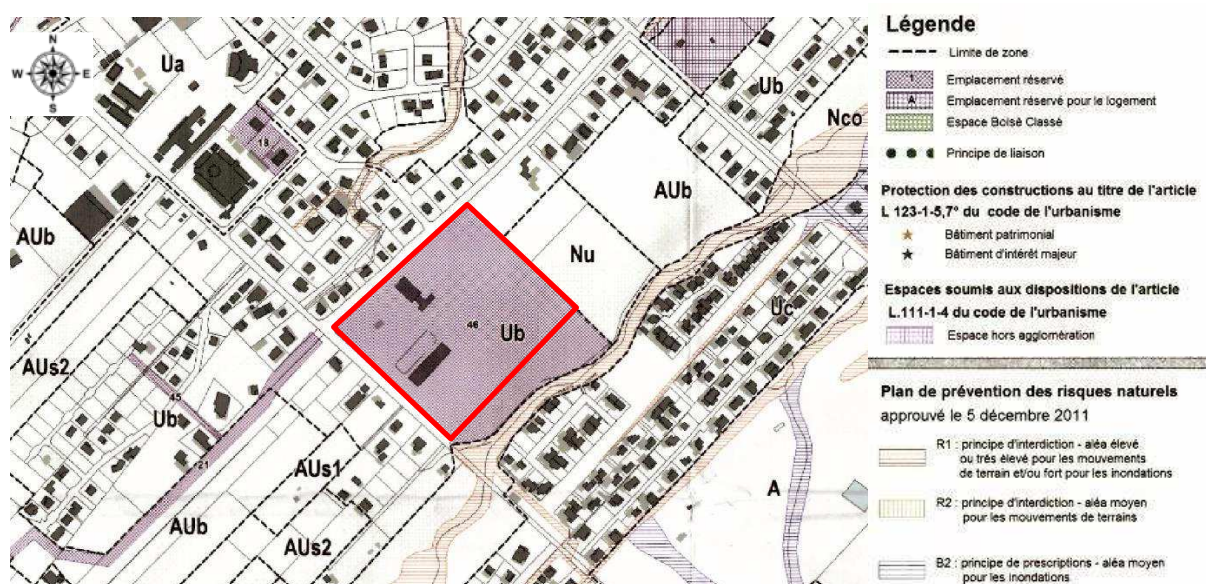 N
W E
S
Ua
Ub
Nco
19
AUb
AUb
Nu
46
Ub
Uc
AUs2
45
Ub
21
AUs1
A
AUb
AUs2
Légende
Limite de zone
1 Emplacement réservé
A Emplacement réservé pour le logement
Espace Boisé Classé
Principe de liaison
Protection des constructions au titre de l'article
L 123-1-5,7° du code de l'urbanisme
Bâtiment patrimonial
Bâtiment d'intérêt majeur
Espaces soumis aux dispositions de l'article
L.111-1-4 du code de l'urbanisme
Espace hors agglomération
Plan de prévention des risques naturels
approuvé le 5 décembre 2011
R1 : principe d'interdiction - aléa élevé
ou très élevé pour les mouvements
de terrain et/ou fort pour les inondations
R2 : principe d'interdiction - aléa moyen
pour les mouvements de terrains
B2 : principe de prescriptions - aléa moyen
pour les inondations